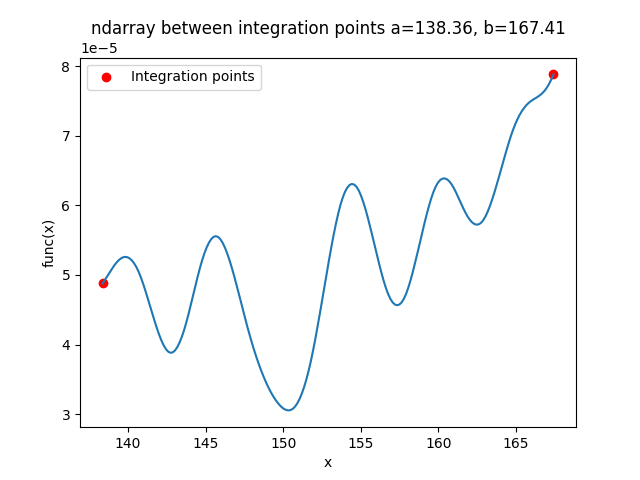 ndarray between integration points a=138.36, b=167.41
1e−5
Integration points
8
7
6
5
4
3
func(x)
140 145 150 155 160 165
x